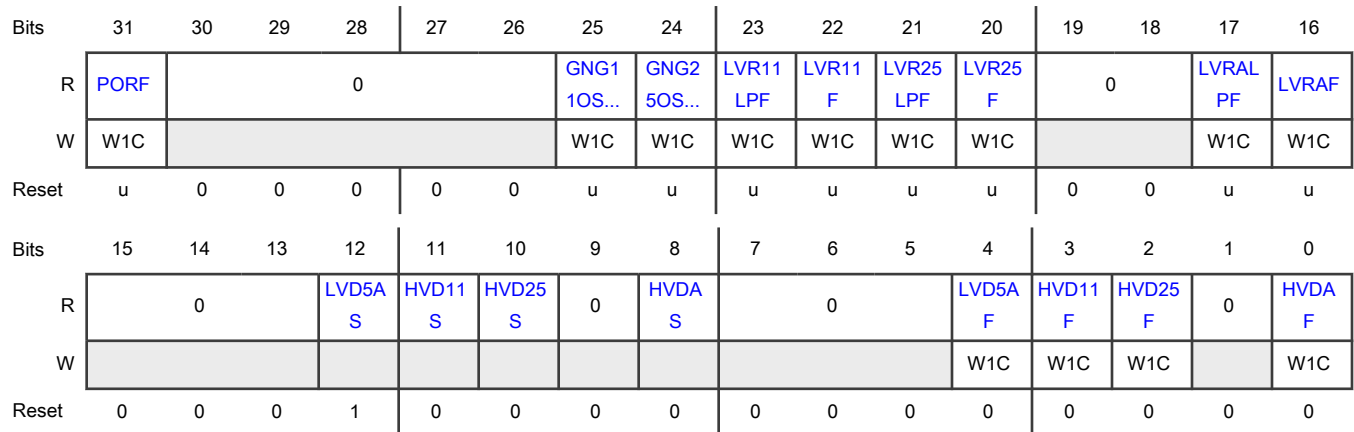 Bits 31 30 29 28 27 26 25 24 23 22 21 20 19 18 17 16
R PORF 0 GNG1 GNG2 LVR11 LVR11 LVR25 LVR25 0 LVRAL LVRAF
1OS... 5OS... LPF F LPF F PF
W W1C W1C W1C W1C W1C W1C W1C W1C W1C
Reset u 0 0 0 0 0 u u u u u u 0 0 u u
Bits 15 14 13 12 11 10 9 8 7 6 5 4 3 2 1 0
R 0 LVD5A HVD11 HVD25 0 HVDA 0 LVD5A HVD11 HVD25 0 HVDA
S S S S F F F F
W W1C W1C W1C W1C
Reset 0 0 0 1 0 0 0 0 0 0 0 0 0 0 0 0